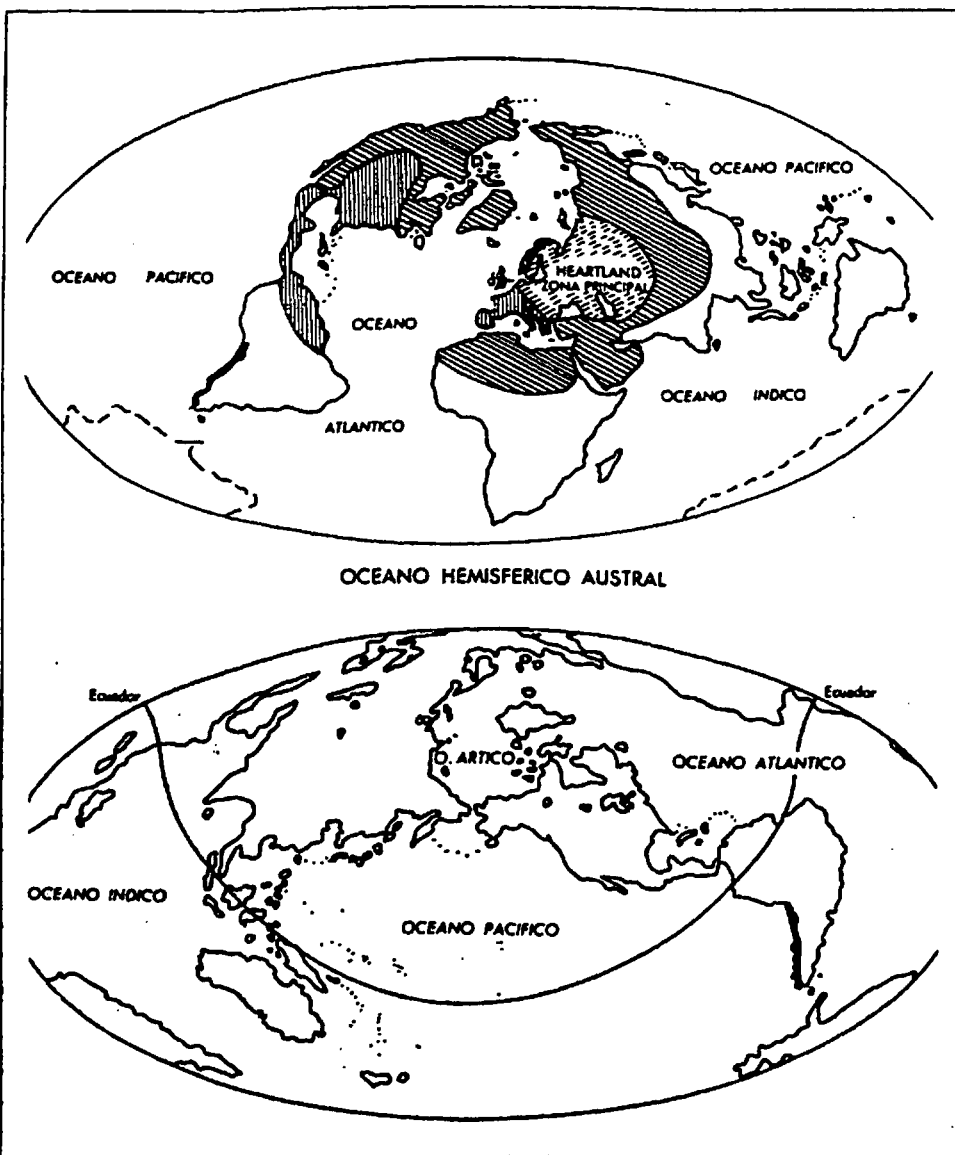 OCEANO PACIFICO
OCEANO PACIFICO
HEARTLAND
ZONA PRINCIPAL
OCEANO
OCEANO INDICO
ATLANTICO
OCEANO HEMISFERICO AUSTRAL
Ecuador
Ecuador
O. ARTICO
OCEANO ATLANTICO
OCEANO INDICO
OCEANO PACIFICO